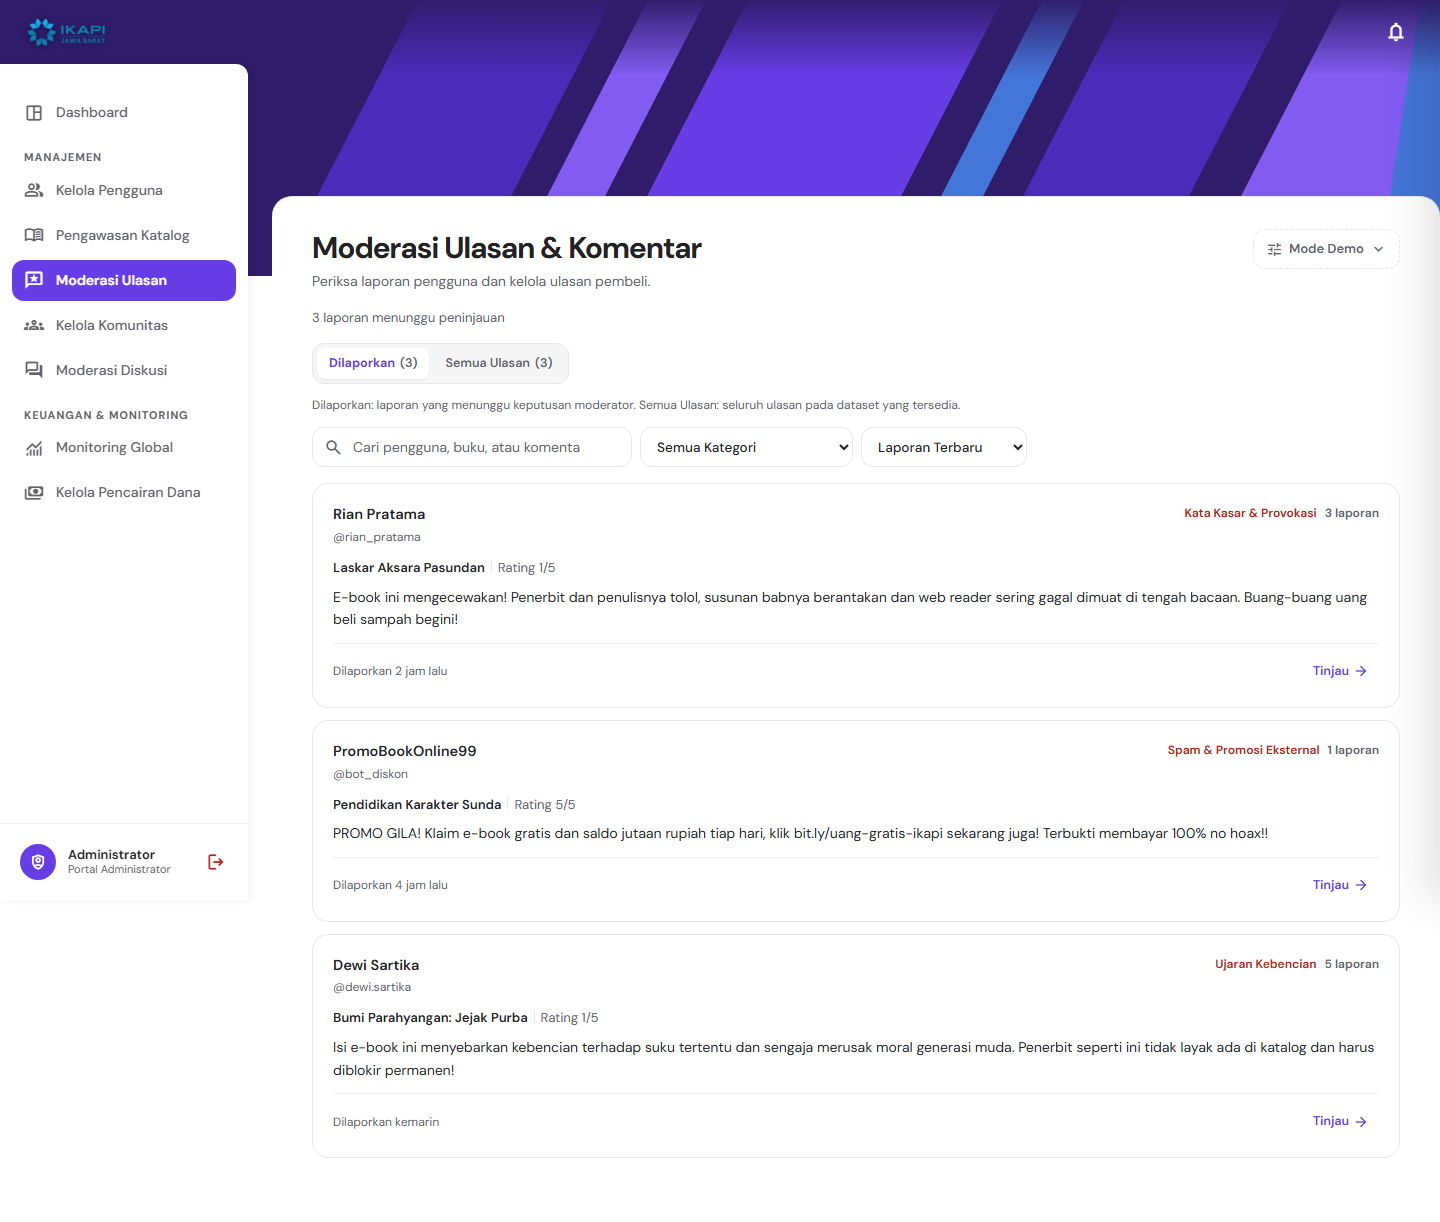 IKAPI
JAWA BARAT
Dashboard
MANAJEMEN
Kelola Pengguna
Pengawasan Katalog
Moderasi Ulasan
Kelola Komunitas
Moderasi Diskusi
KEUANGAN & MONITORING
Monitoring Global
Kelola Pencairan Dana
Administrator
Portal Administrator
Moderasi Ulasan & Komentar
Mode Demo
Periksa laporan pengguna dan kelola ulasan pembeli.
3 laporan menunggu peninjauan
Dilaporkan (3) Semua Ulasan (3)
Dilaporkan: laporan yang menunggu keputusan moderator. Semua Ulasan: seluruh ulasan pada dataset yang tersedia.
Cari pengguna, buku, atau komenta Semua Kategori Laporan Terbaru
Rian Pratama Kata Kasar & Provokasi 3 laporan
@rian_pratama
Laskar Aksara Pasundan Rating 1/5
E-book ini mengecewakan! Penerbit dan penulisnya tolol, susunan babnya berantakan dan web reader sering gagal dimuat di tengah bacaan. Buang-buang uang
beli sampah begini!
Dilaporkan 2 jam lalu Tinjau
PromoBookOnline99 Spam & Promosi Eksternal 1 laporan
@bot_diskon
Pendidikan Karakter Sunda Rating 5/5
PROMO GILA! Klaim e-book gratis dan saldo jutaan rupiah tiap hari, klik bit.ly/uang-gratis-ikapi sekarang juga! Terbukti membayar 100% no hoax!!
Dilaporkan 4 jam lalu Tinjau
Dewi Sartika Ujaran Kebencian 5 laporan
@dewi.sartika
Bumi Parahyangan: Jejak Purba Rating 1/5
Isi e-book ini menyebarkan kebencian terhadap suku tertentu dan sengaja merusak moral generasi muda. Penerbit seperti ini tidak layak ada di katalog dan harus
diblokir permanen!
Dilaporkan kemarin Tinjau